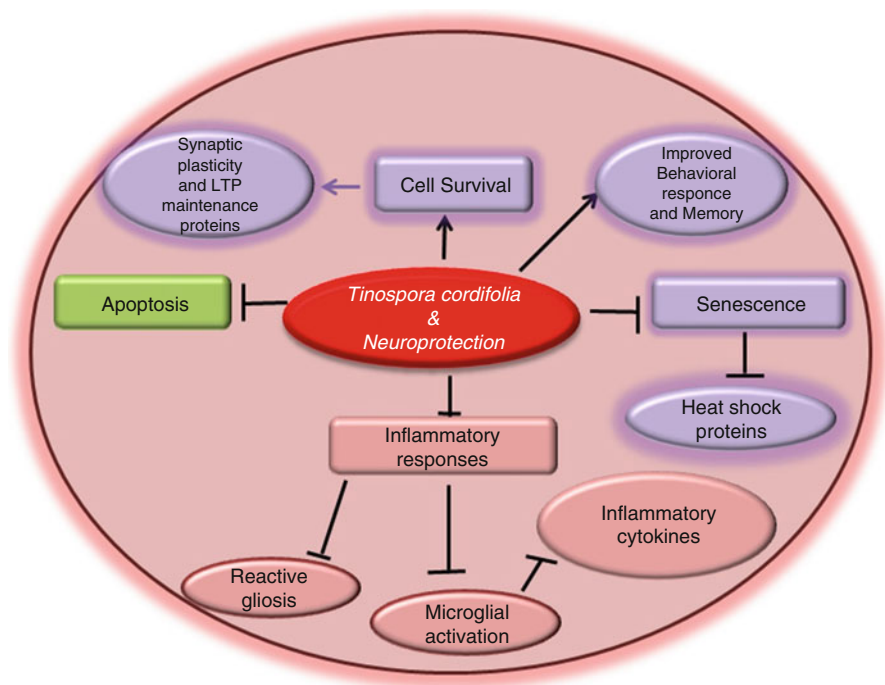 Synaptic
plasticity
and LTP
maintenance
proteins
Cell Survival
Improved
Behavioral
responce
and Memory
Apoptosis
Tinospora cordifolia
&
Neuroprotection
Senescence
Heat shock
proteins
Inflammatory
responses
Inflammatory
cytokines
Reactive
gliosis
Microglial
activation